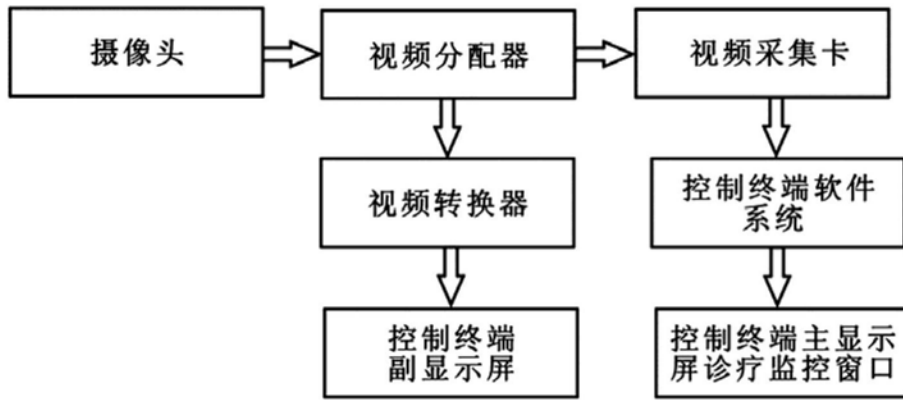 摄像头
视频分配器
视频采集卡
视频转换器
控制终端软件
系统
控制终端
副显示屏
控制终端主显示
屏诊疗监控窗口